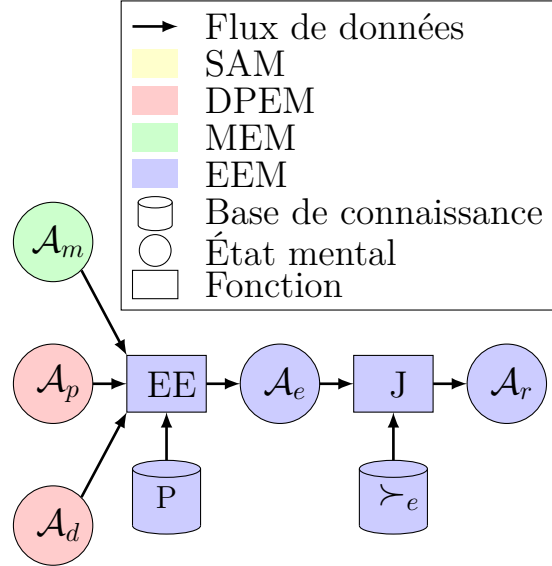 Flux de données
SAM
DPEM
MEM
EEM
Base de connaissance
État mental
Fonction
𝒜m
𝒜p
EE
𝒜e
J
𝒜r
P
≻e
𝒜d